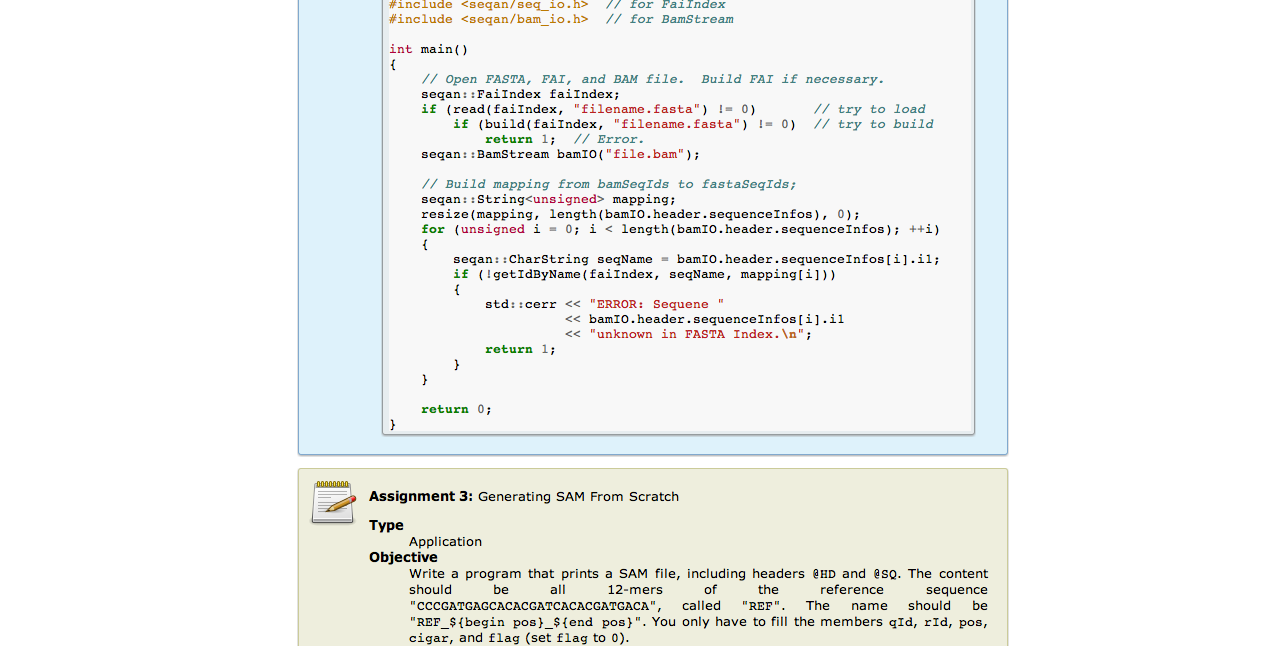 #include <seqan/seq_io.h>  // for FaiIndex
#include <seqan/bam_io.h>  // for BamStream
int main()
{
    // Open FASTA, FAI, and BAM file.  Build FAI if necessary.
    seqan::FaiIndex faiIndex;
    if (read(faiIndex, "filename.fasta") != 0)       // try to load
        if (build(faiIndex, "filename.fasta") != 0)  // try to build
            return 1;  // Error.
    seqan::BamStream bamIO("file.bam");
    // Build mapping from bamSeqIds to fastaSeqIds;
    seqan::String<unsigned> mapping;
    resize(mapping, length(bamIO.header.sequenceInfos), 0);
    for (unsigned i = 0; i < length(bamIO.header.sequenceInfos); ++i)
    {
        seqan::CharString seqName = bamIO.header.sequenceInfos[i].i1;
        if (!getIdByName(faiIndex, seqName, mapping[i]))
        {
            std::cerr << "ERROR: Sequene "
                      << bamIO.header.sequenceInfos[i].i1
                      << "unknown in FASTA Index.\n";
            return 1;
        }
    }
    return 0;
}
Assignment 3: Generating SAM From Scratch
Type
Application
Objective
Write a program that prints a SAM file, including headers @HD and @SQ. The content
should be all 12-mers of the reference sequence
"CCCGATGAGCACACGATCACACGATGACA", called "REF". The name should be
"REF_${begin pos}_${end pos}". You only have to fill the members qId, rId, pos,
cigar, and flag (set flag to 0).